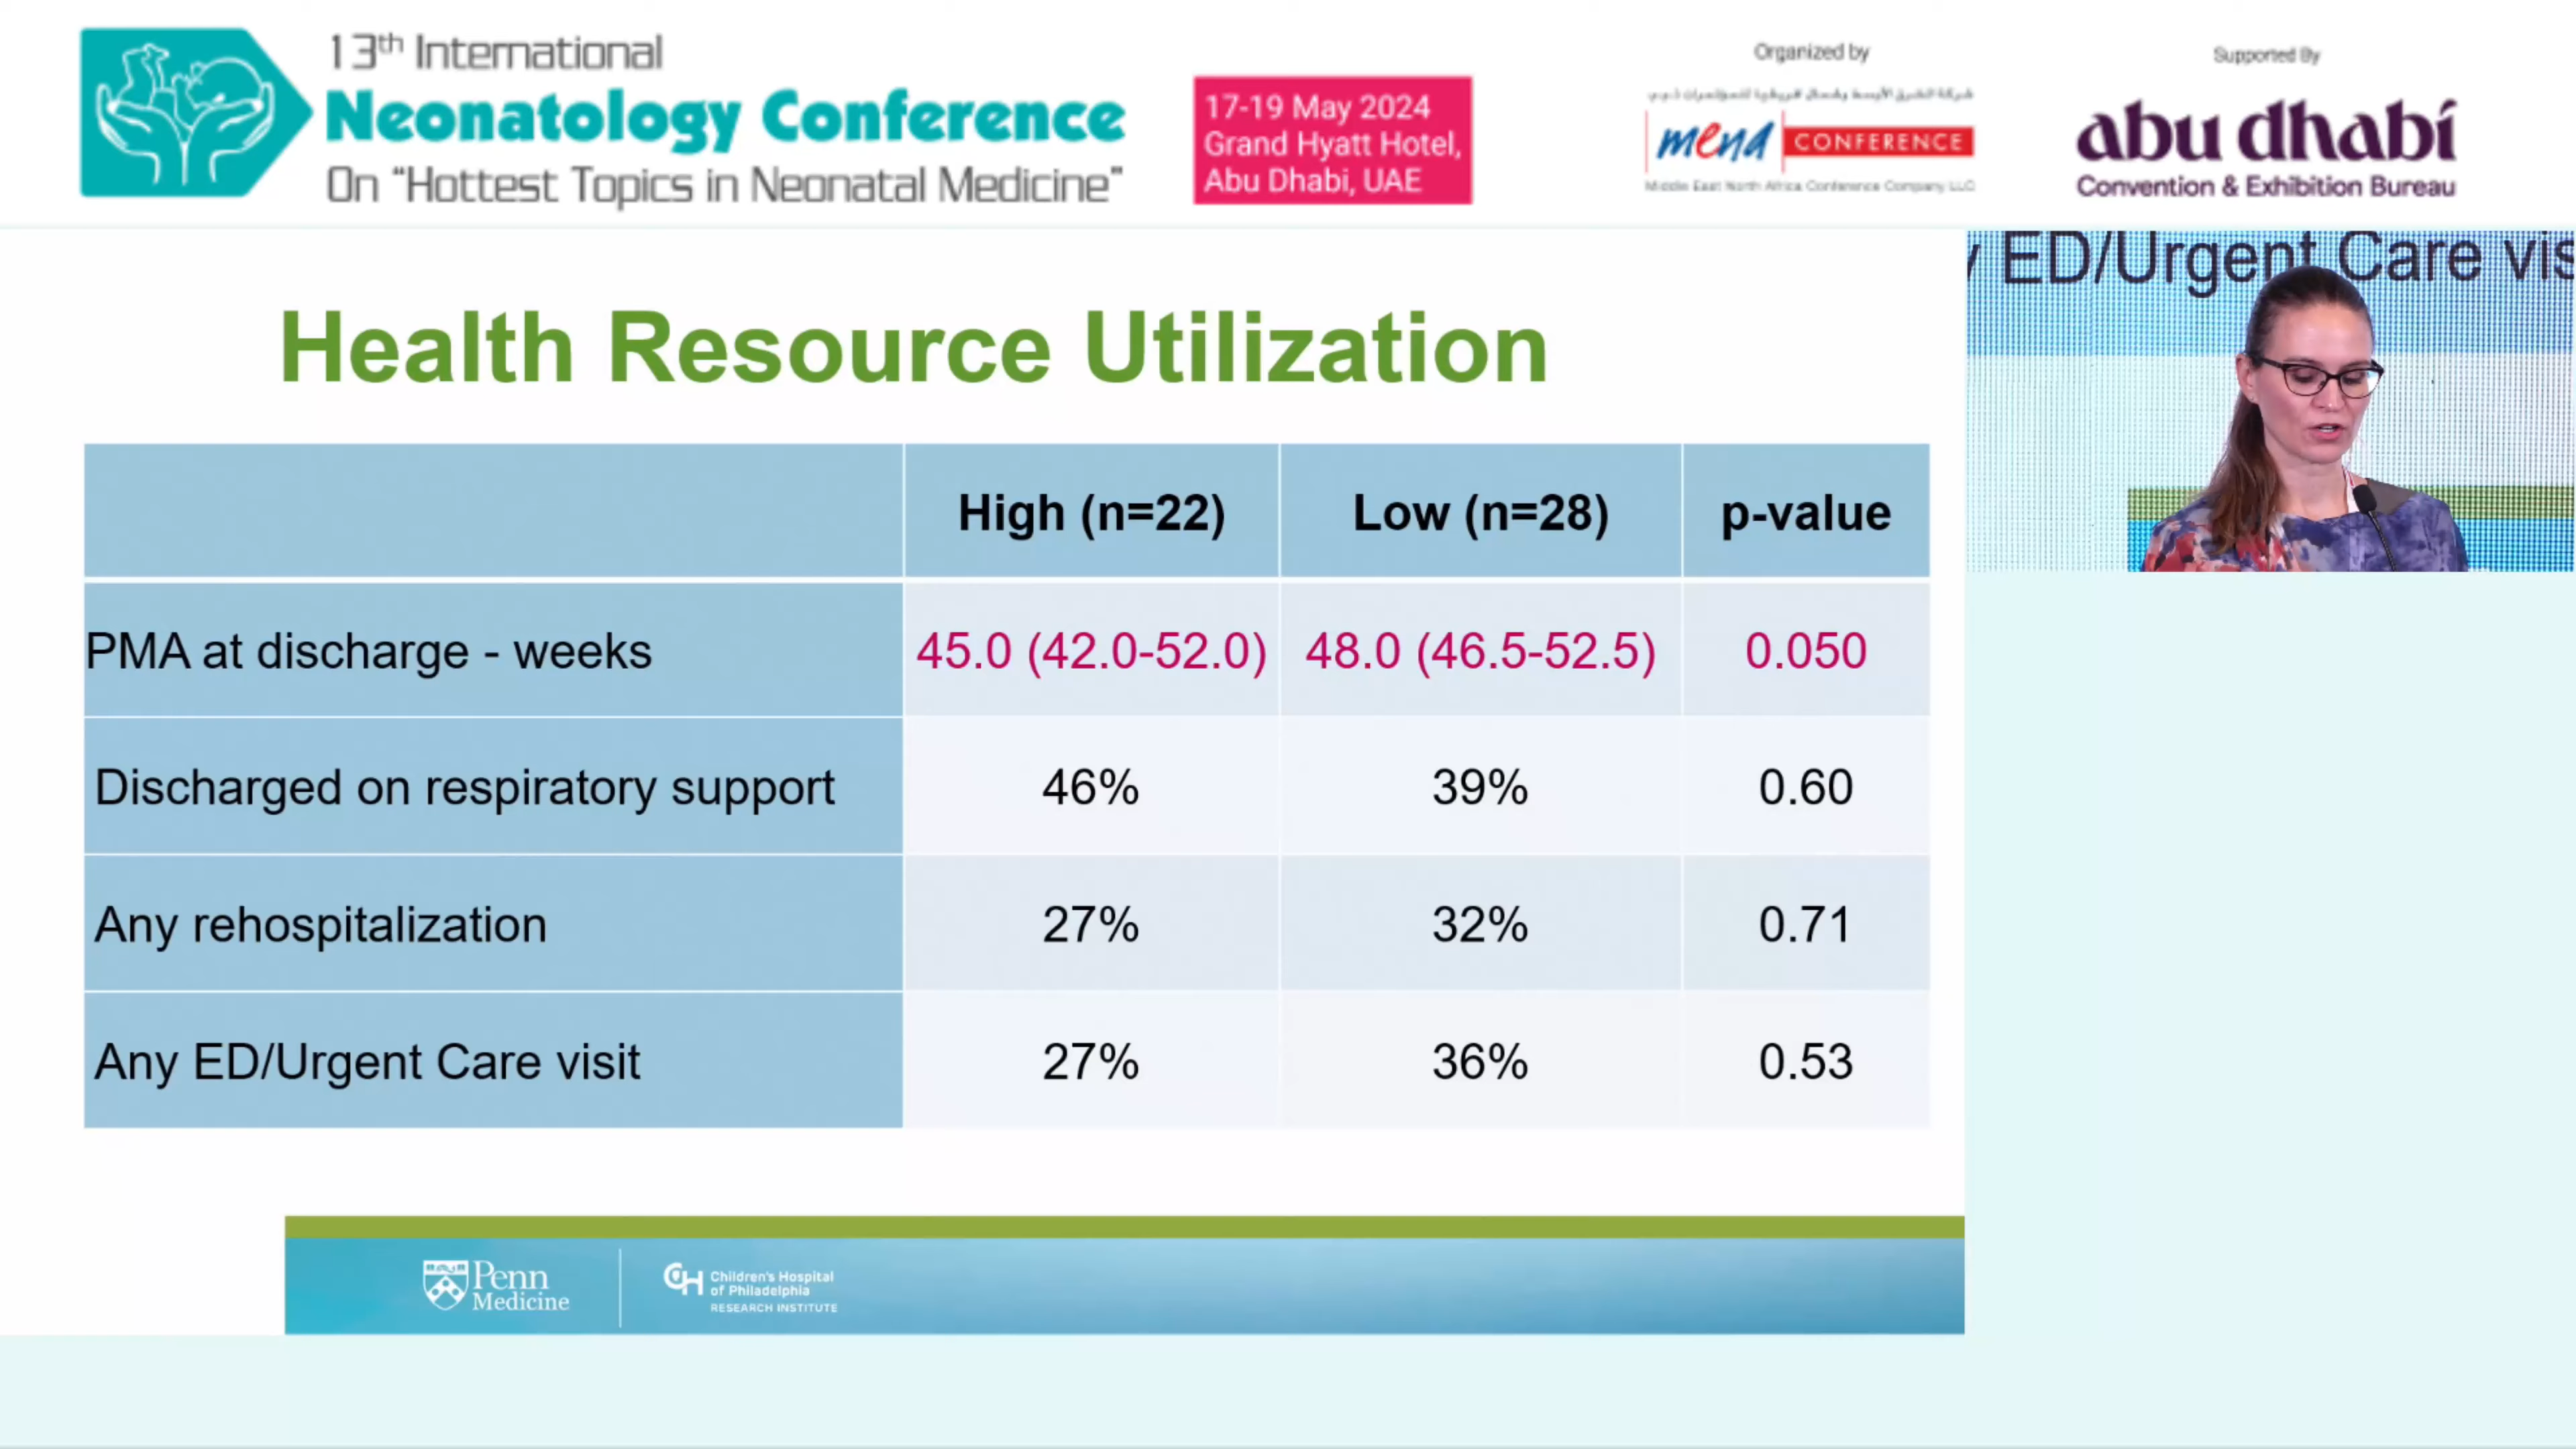 13th International
Neonatology Conference
On “Hottest Topics in Neonatal Medicine”
17-19 May 2024
Grand Hyatt Hotel,
Abu Dhabi, UAE
Organized by
mena CONFERENCE
Middle East North Africa Conference Company LLC
Supported By
abu dhabi
Convention & Exhibition Bureau
ED/Urgent Care vis
Health Resource Utilization
High (n=22) Low (n=28) p-value
PMA at discharge - weeks 45.0 (42.0-52.0) 48.0 (46.5-52.5) 0.050
Discharged on respiratory support 46% 39% 0.60
Any rehospitalization 27% 32% 0.71
Any ED/Urgent Care visit 27% 36% 0.53
Penn
Medicine
CH Children's Hospital
of Philadelphia
RESEARCH INSTITUTE